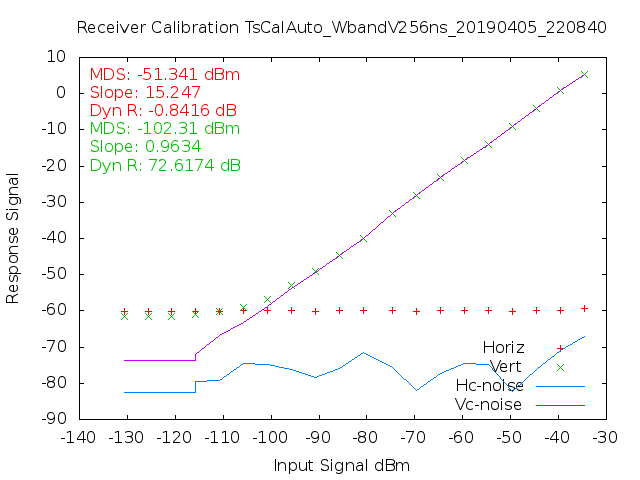 Receiver Calibration TsCalAuto_WbandV256ns_20190405_220840
MDS: -51.341 dBm
Slope: 15.247
Dyn R: -0.8416 dB
MDS: -102.31 dBm
Slope: 0.9634
Dyn R: 72.6174 dB
Response Signal
10
0
-10
-20
-30
-40
-50
-60
-70
-80
-90
Horiz
Vert
Hc-noise
Vc-noise
-140 -130 -120 -110 -100 -90 -80 -70 -60 -50 -40 -30
Input Signal dBm